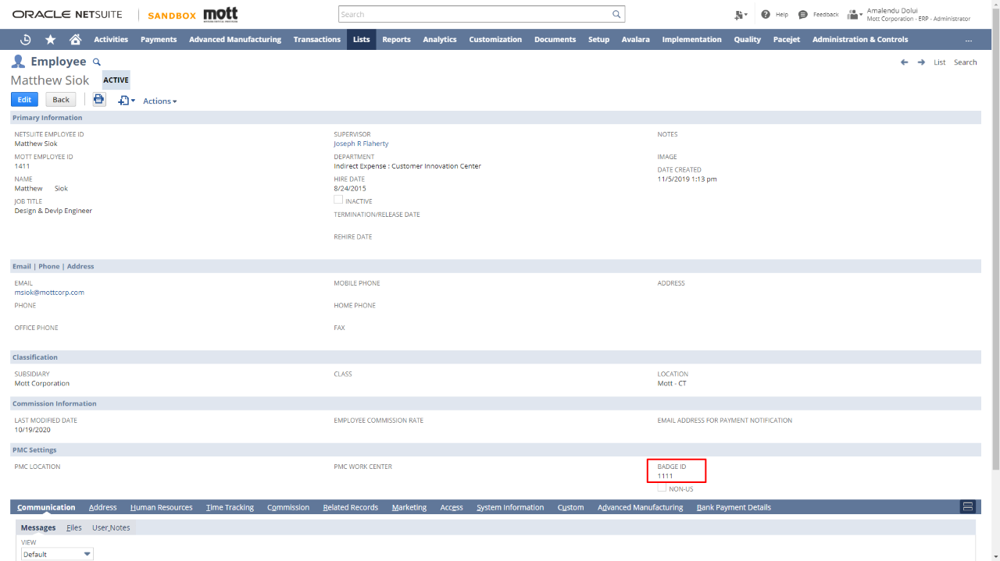 ORACLE NETSUITE
SANDBOX mott
Search
Help
Feedback
Amalendu Dolui
Mott Corporation - ERP - Administrator
Activities Payments Advanced Manufacturing Transactions Lists Reports Analytics Customization Documents Setup Avalara Implementation Quality Pacejet Administration & Controls ...
Employee
List Search
Matthew Siok ACTIVE
Edit Back Actions
Primary Information
NETSUITE EMPLOYEE ID
Matthew Siok
MOTT EMPLOYEE ID
1411
NAME
Matthew Siok
JOB TITLE
Design & Devlp Engineer
SUPERVISOR
Joseph R Flaherty
DEPARTMENT
Indirect Expense : Customer Innovation Center
HIRE DATE
8/24/2015
INACTIVE
TERMINATION/RELEASE DATE
REHIRE DATE
NOTES
IMAGE
DATE CREATED
11/5/2019 1:13 pm
Email | Phone | Address
EMAIL
msiok@mottcorp.com
PHONE
OFFICE PHONE
MOBILE PHONE
HOME PHONE
FAX
ADDRESS
Classification
SUBSIDIARY
Mott Corporation
CLASS
LOCATION
Mott - CT
Commission Information
LAST MODIFIED DATE
10/19/2020
EMPLOYEE COMMISSION RATE
EMAIL ADDRESS FOR PAYMENT NOTIFICATION
PMC Settings
PMC LOCATION
PMC WORK CENTER
BADGE ID
1111
NON-US
Communication Address Human Resources Time Tracking Commission Related Records Marketing Access System Information Custom Advanced Manufacturing Bank Payment Details
Messages Files User Notes
VIEW
Default